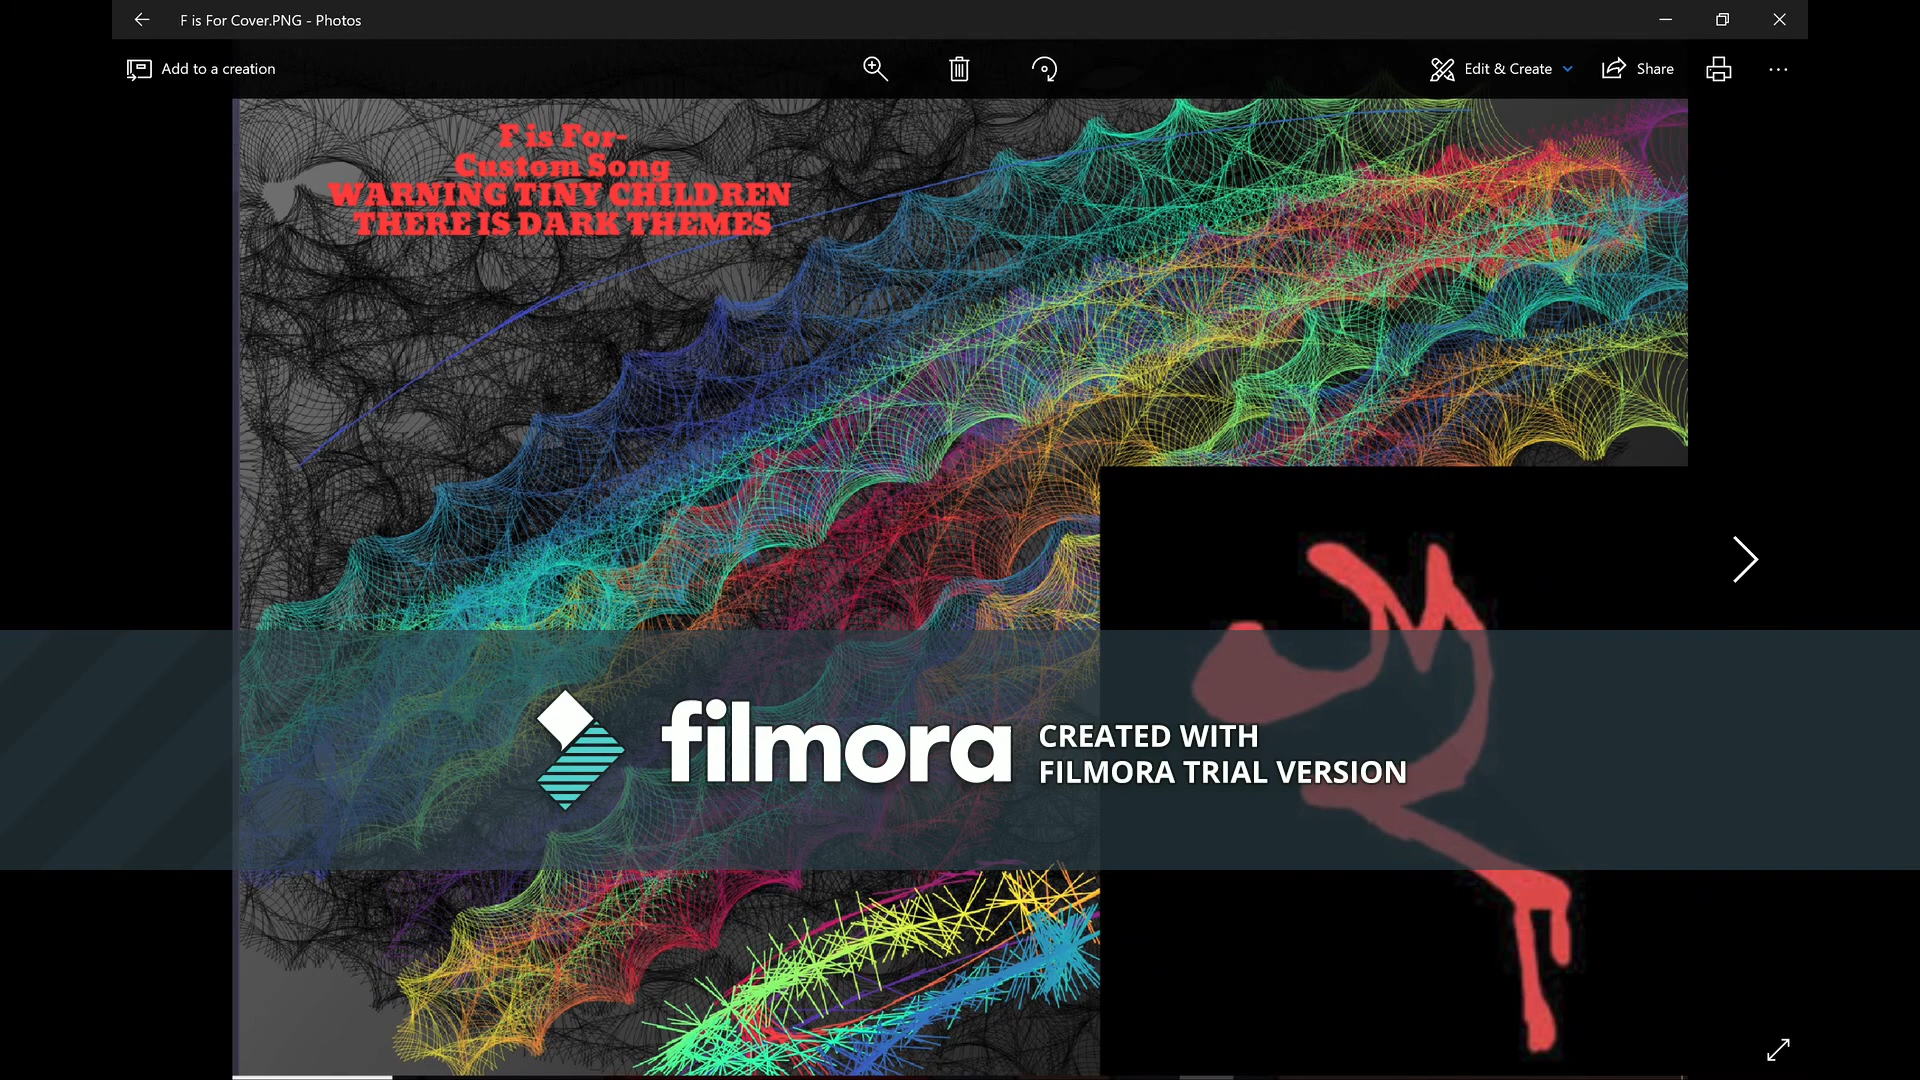 F is For Cover.PNG - Photos
Add to a creation
Edit & Create
Share
F is For-
Custom Song
WARNING TINY CHILDREN
THERE IS DARK THEMES
filmora
CREATED WITH
FILMORA TRIAL VERSION